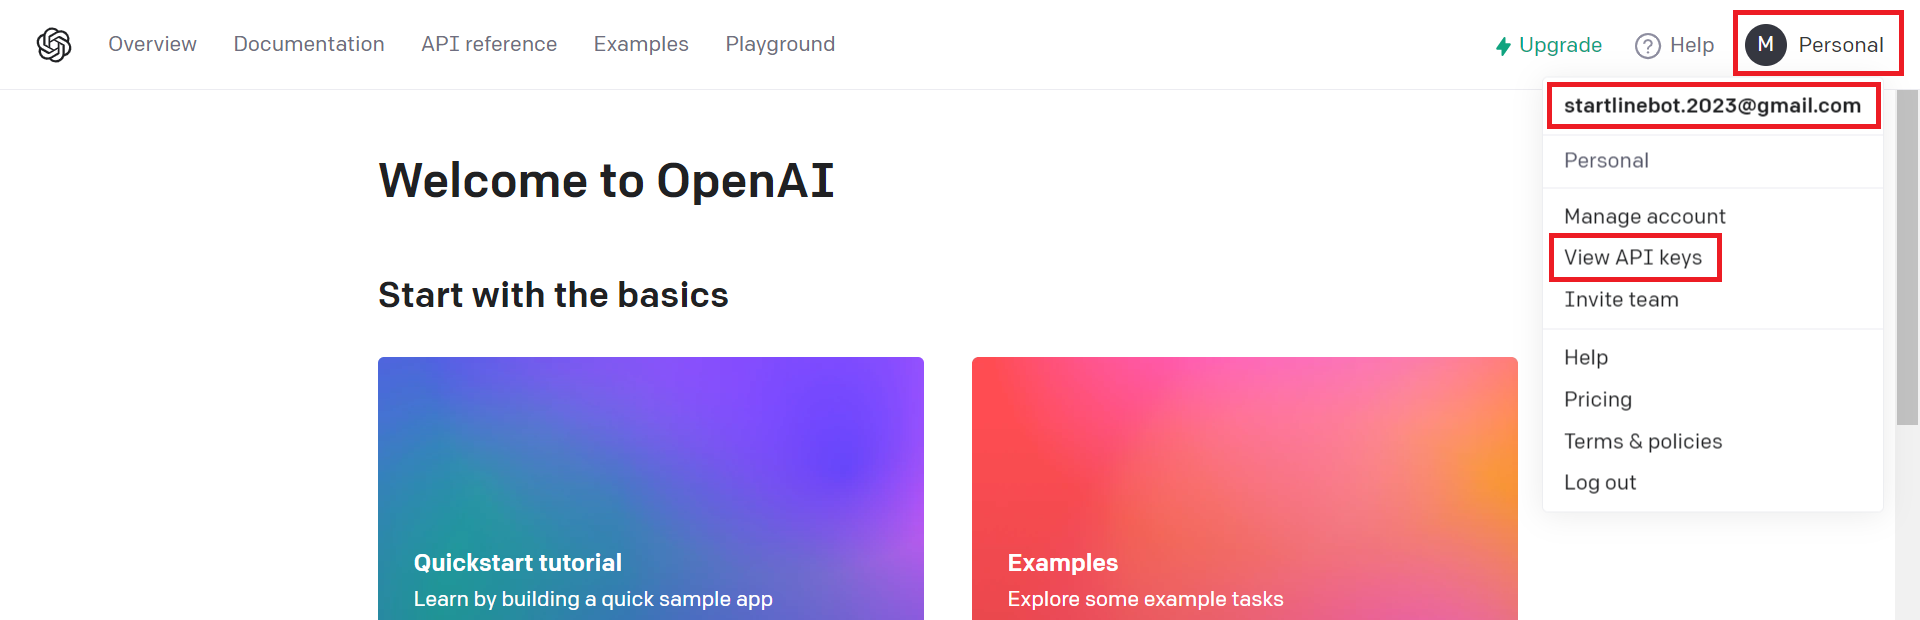 Overview Documentation API reference Examples Playground Upgrade ? Help M Personal
startlinebot.2023@gmail.com
Personal
Manage account
View API keys
Invite team
Help
Pricing
Terms & policies
Log out
Welcome to OpenAI
Start with the basics
Quickstart tutorial
Learn by building a quick sample app
Examples
Explore some example tasks